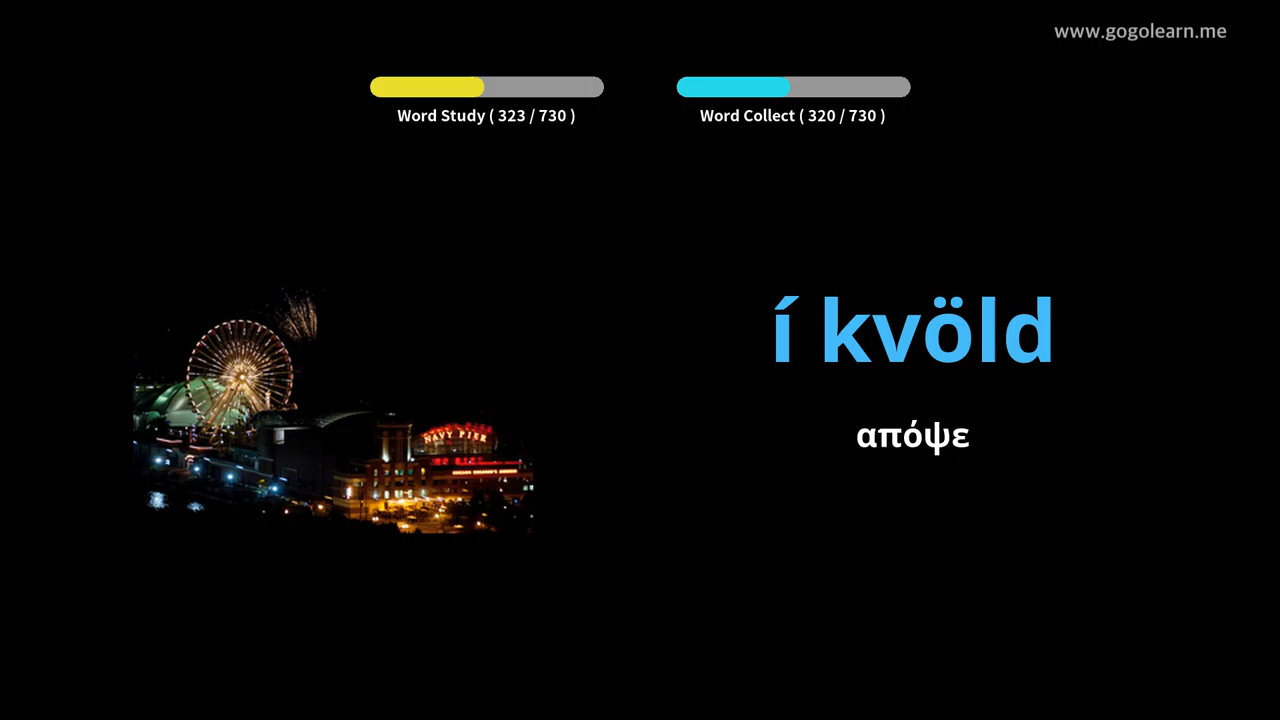 www.gogolearn.me
Word Study ( 323 / 730 )
Word Collect ( 320 / 730 )
í kvöld
απόψε
NAVY PIER